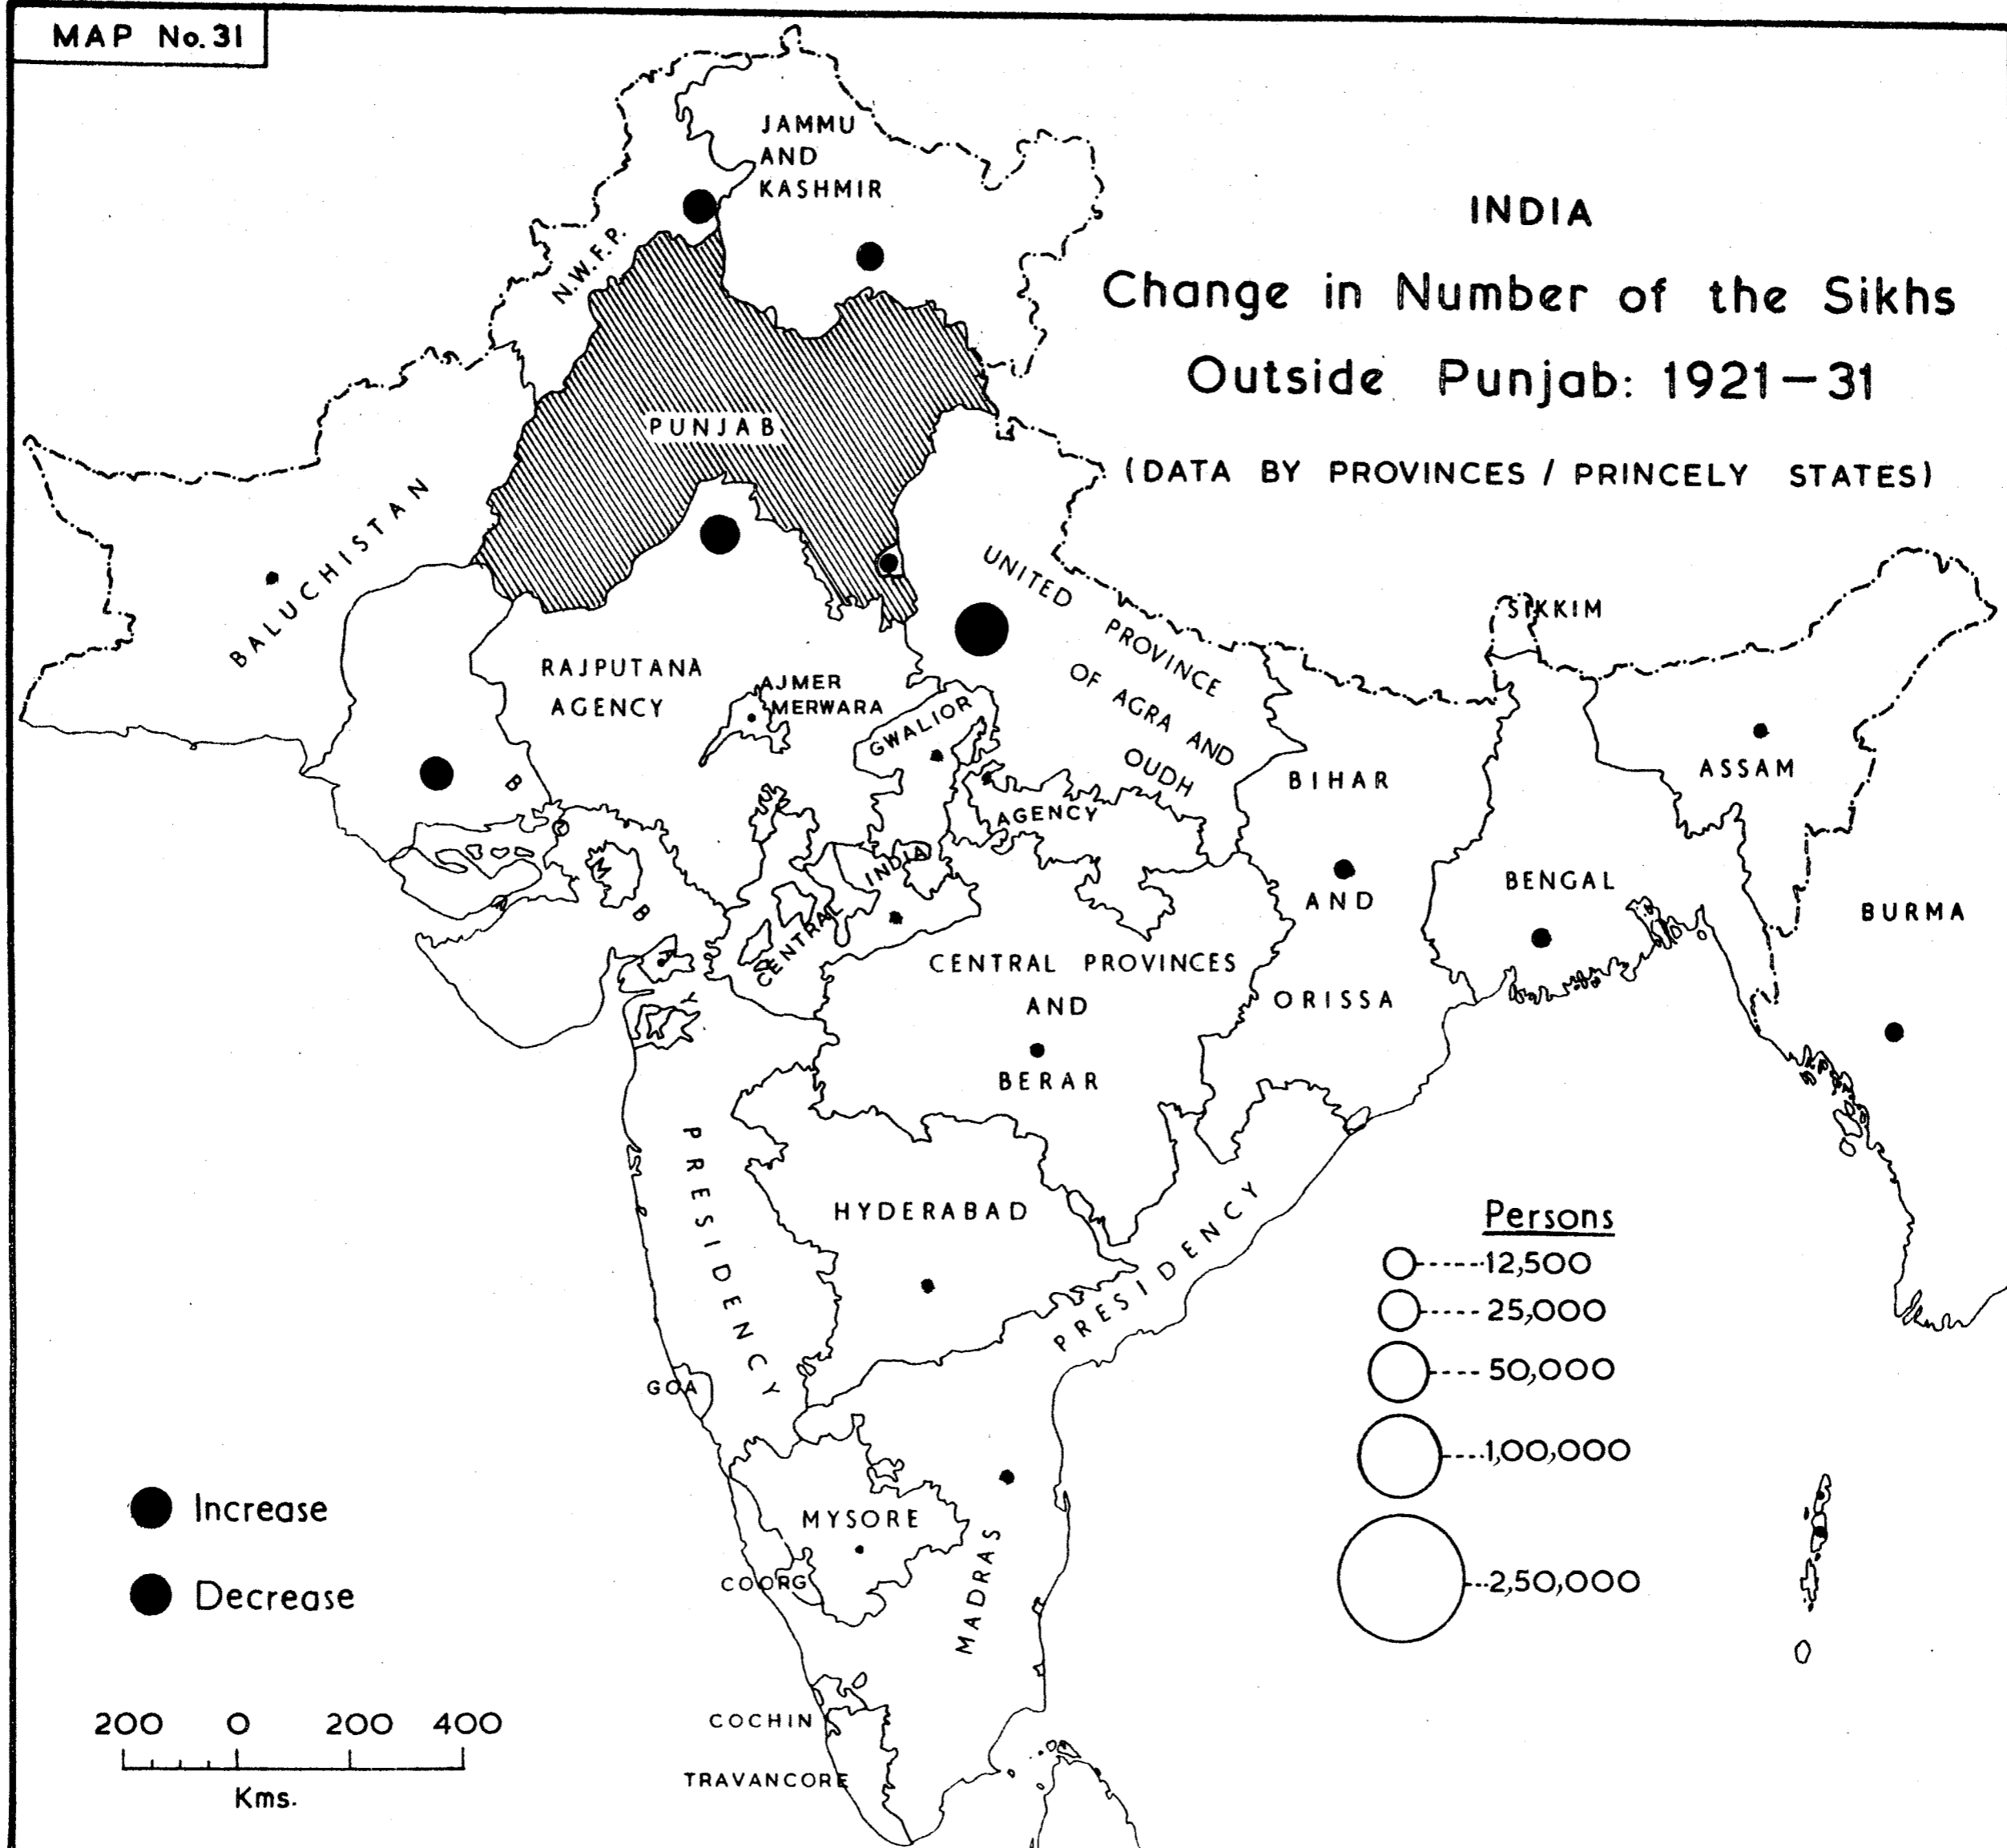 MAP No.31
INDIA
Change in Number of the Sikhs
Outside Punjab: 1921-31
(DATA BY PROVINCES / PRINCELY STATES)
JAMMU
AND
KASHMIR
N.W.F.P.
PUNJAB
BALUCHISTAN
UNITED PROVINCE
OF AGRA AND
OUDH
SIKKIM
RAJPUTANA
AGENCY
AJMER
MERWARA
GWALIOR
CENTRAL INDIA AGENCY
BIHAR
AND
ORISSA
ASSAM
BENGAL
BURMA
CENTRAL PROVINCES
AND
BERAR
BOMBAY PRESIDENCY
HYDERABAD
GOA
MYSORE
COORG
MADRAS PRESIDENCY
COCHIN
TRAVANCORE
Persons
12,500
25,000
50,000
1,00,000
2,50,000
Increase
Decrease
200 0 200 400
Kms.